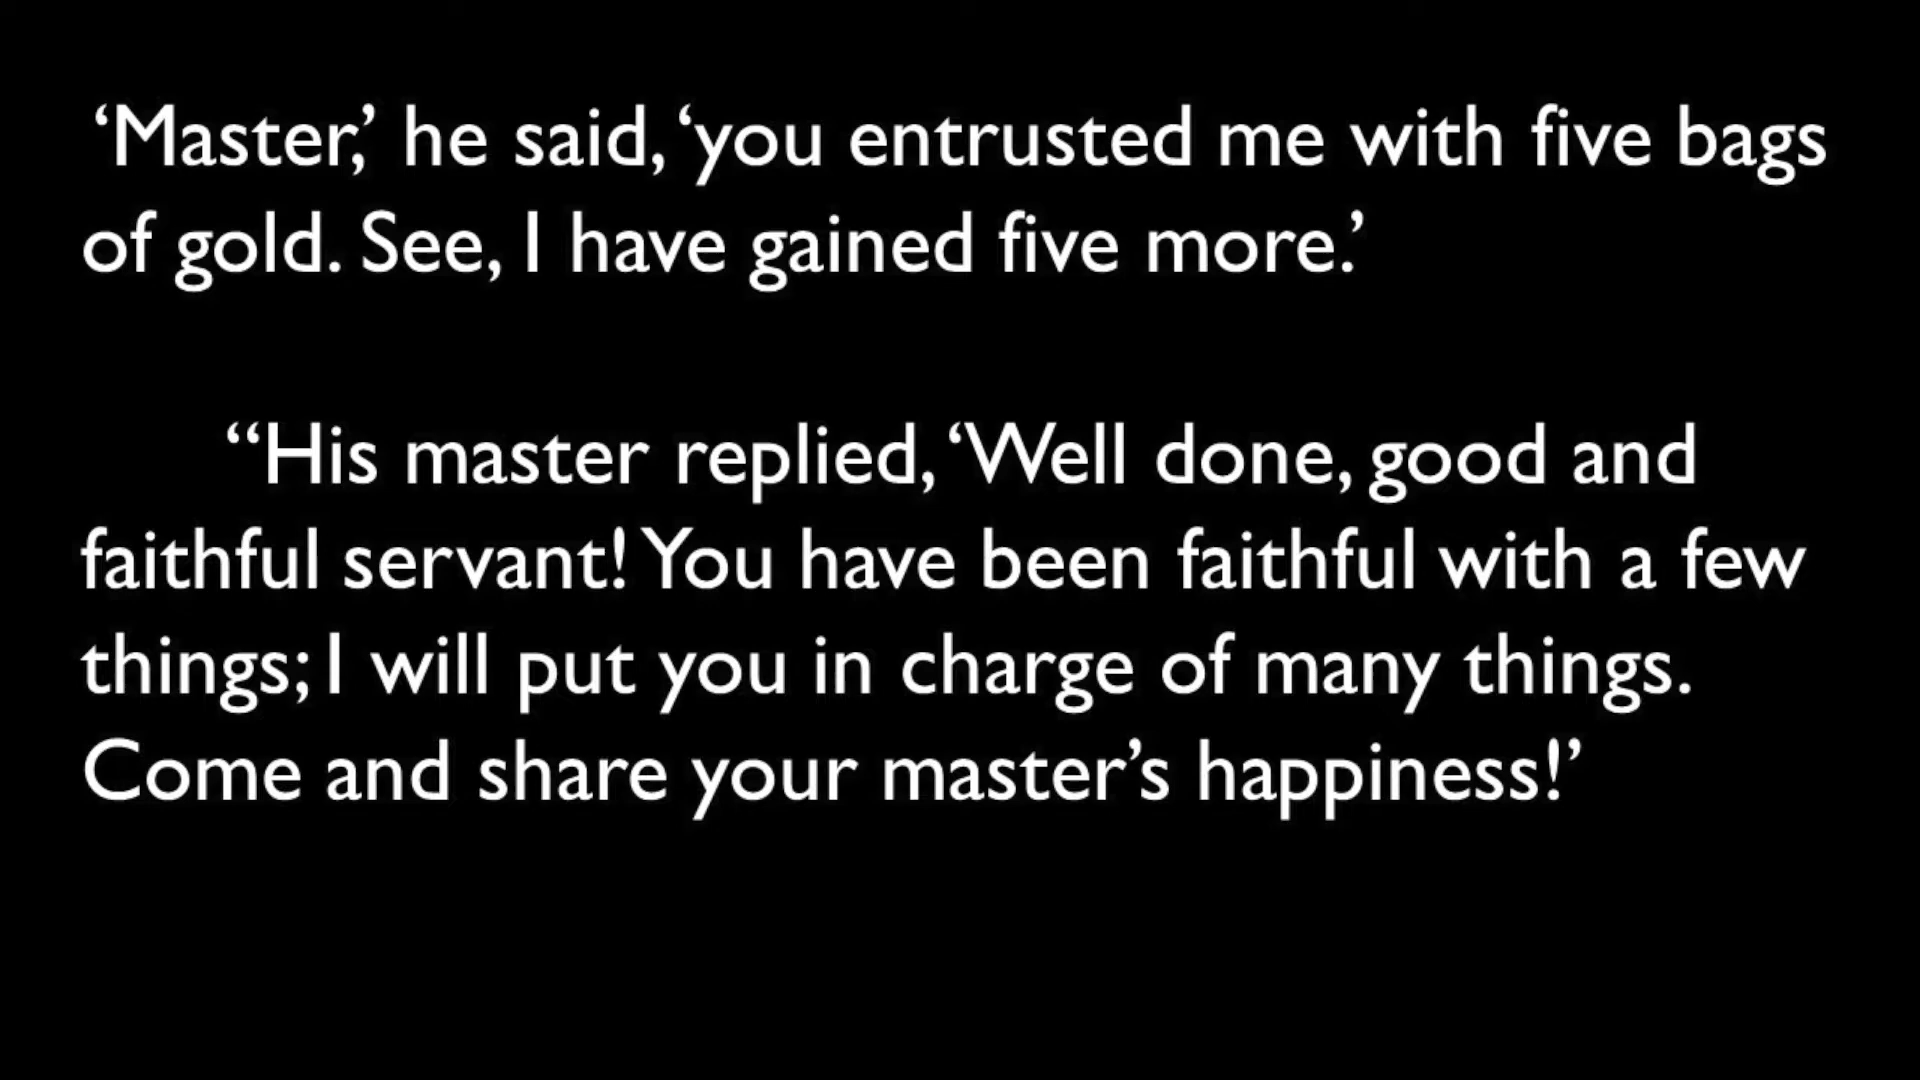 ‘Master,’ he said, ‘you entrusted me with five bags
of gold. See, I have gained five more.’
“His master replied, ‘Well done, good and
faithful servant! You have been faithful with a few
things; I will put you in charge of many things.
Come and share your master’s happiness!’